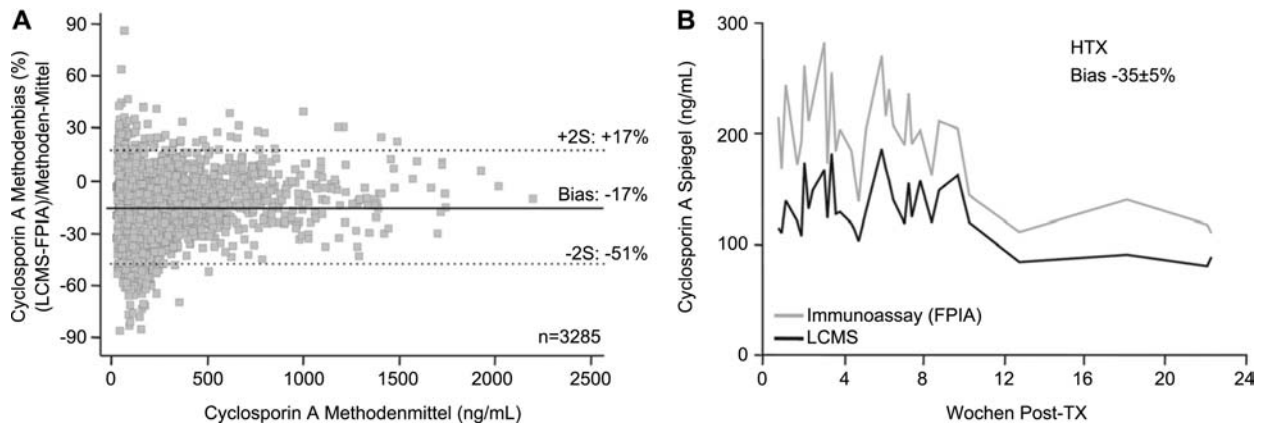 A
Cyclosporin A Methodenbias (%)
(LCMS-FPIA)/Methoden-Mittel
90
60
30
0
-30
-60
-90
+2S: +17%
Bias: -17%
-2S: -51%
n=3285
0
500
1000
1500
2000
2500
Cyclosporin A Methodenmittel (ng/mL)
B
Cyclosporin A Spiegel (ng/mL)
300
200
100
0
HTX
Bias -35±5%
Immunoassay (FPIA)
LCMS
0
4
8
12
16
20
24
Wochen Post-TX